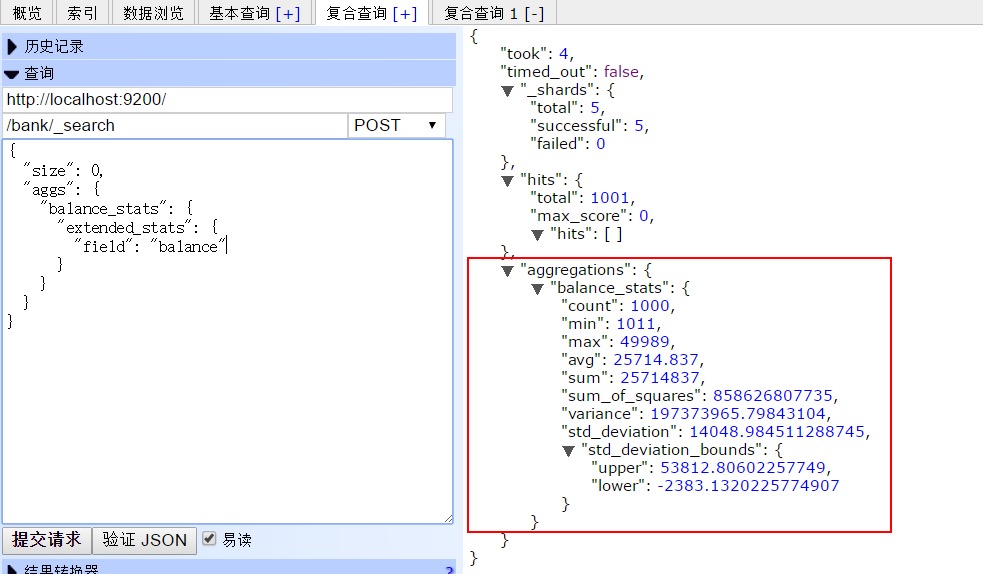 概览 索引 数据浏览 基本查询 [+] 复合查询 [+] 复合查询 1 [-]
历史记录
查询
http://localhost:9200/
/bank/_search POST
{
"size": 0,
"aggs": {
"balance_stats": {
"extended_stats": {
"field": "balance"
}
}
}
}
提交请求 验证 JSON 易读
结果转换器 ?
{
"took": 4,
"timed_out": false,
"_shards": {
"total": 5,
"successful": 5,
"failed": 0
},
"hits": {
"total": 1001,
"max_score": 0,
"hits": [ ]
},
"aggregations": {
"balance_stats": {
"count": 1000,
"min": 1011,
"max": 49989,
"avg": 25714.837,
"sum": 25714837,
"sum_of_squares": 858626807735,
"variance": 197373965.79843104,
"std_deviation": 14048.984511288745,
"std_deviation_bounds": {
"upper": 53812.80602257749,
"lower": -2383.1320225774907
}
}
}
}